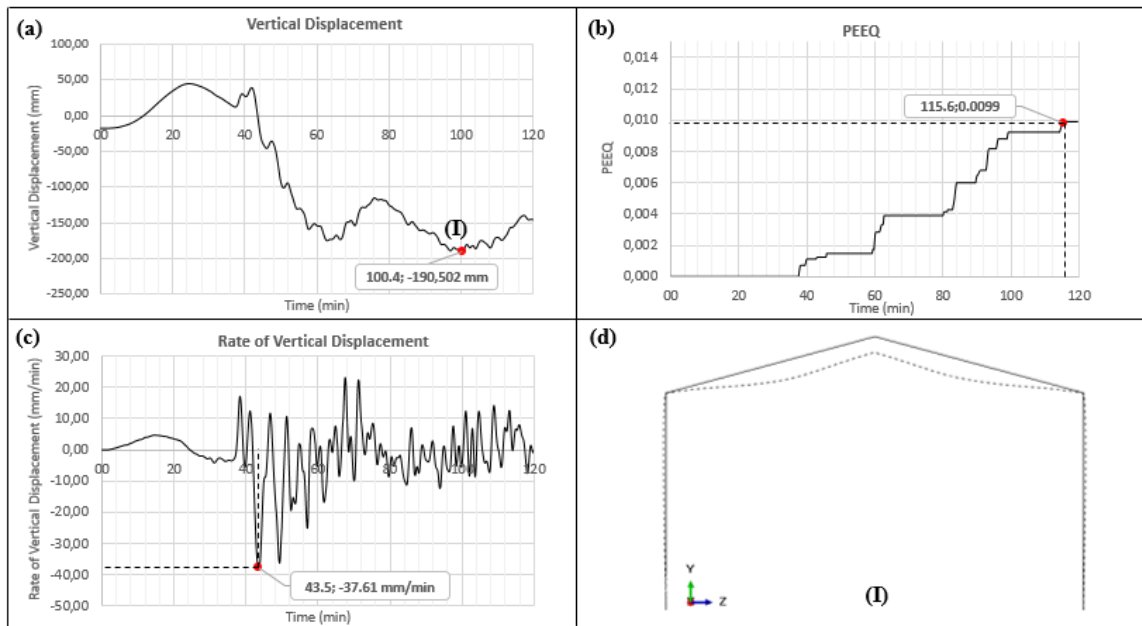 (a)
Vertical Displacement
100,00
50,00
0,00
-50,00
-100,00
-150,00
-200,00
-250,00
Vertical Displacement (mm)
00 20 40 60 80 100 120
(I)
100.4; -190,502 mm
Time (min)
(b)
PEEQ
0,014
0,012
0,010
0,008
0,006
0,004
0,002
0,000
PEEQ
115.6;0.0099
00 20 40 60 80 100 120
Time (min)
(c)
Rate of Vertical Displacement
30,00
20,00
10,00
0,00
-10,00
-20,00
-30,00
-40,00
-50,00
Rate of Vertical Displacement (mm/min)
00 20 40 60 80 100 120
43.5; -37.61 mm/min
Time (min)
(d)
Y
Z
(I)